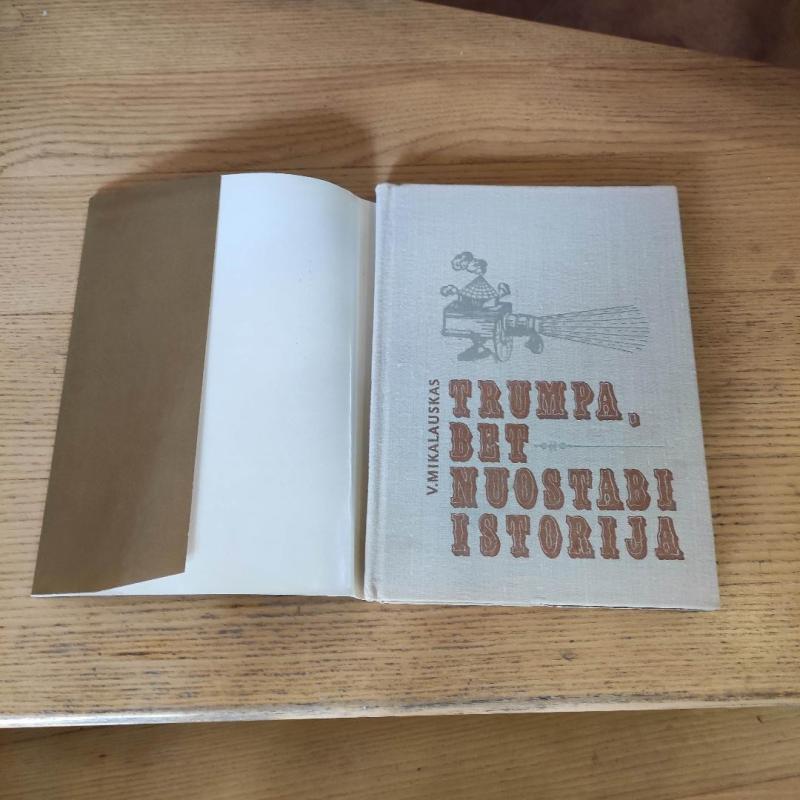 V.MIKALAUSKAS
TRUMPA,
BET
NUOSTABI
ISTORIJA